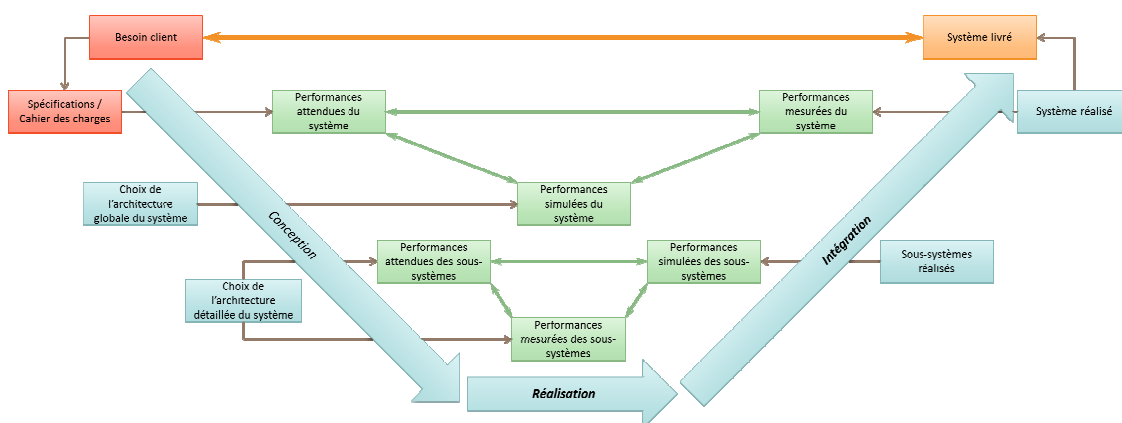 Besoin client
Système livré
Spécifications /
Cahier des charges
Performances
attendues du
système
Performances
mesurées du
système
Système réalisé
Choix de
l'architecture
globale du système
Performances
simulées du
système
Conception
Intégration
Performances
attendues des sous-
systèmes
Performances
simulées des sous-
systèmes
Sous-systèmes
réalisés
Choix de
l'architecture
détaillée du système
Performances
mesurées des sous-
systèmes
Réalisation